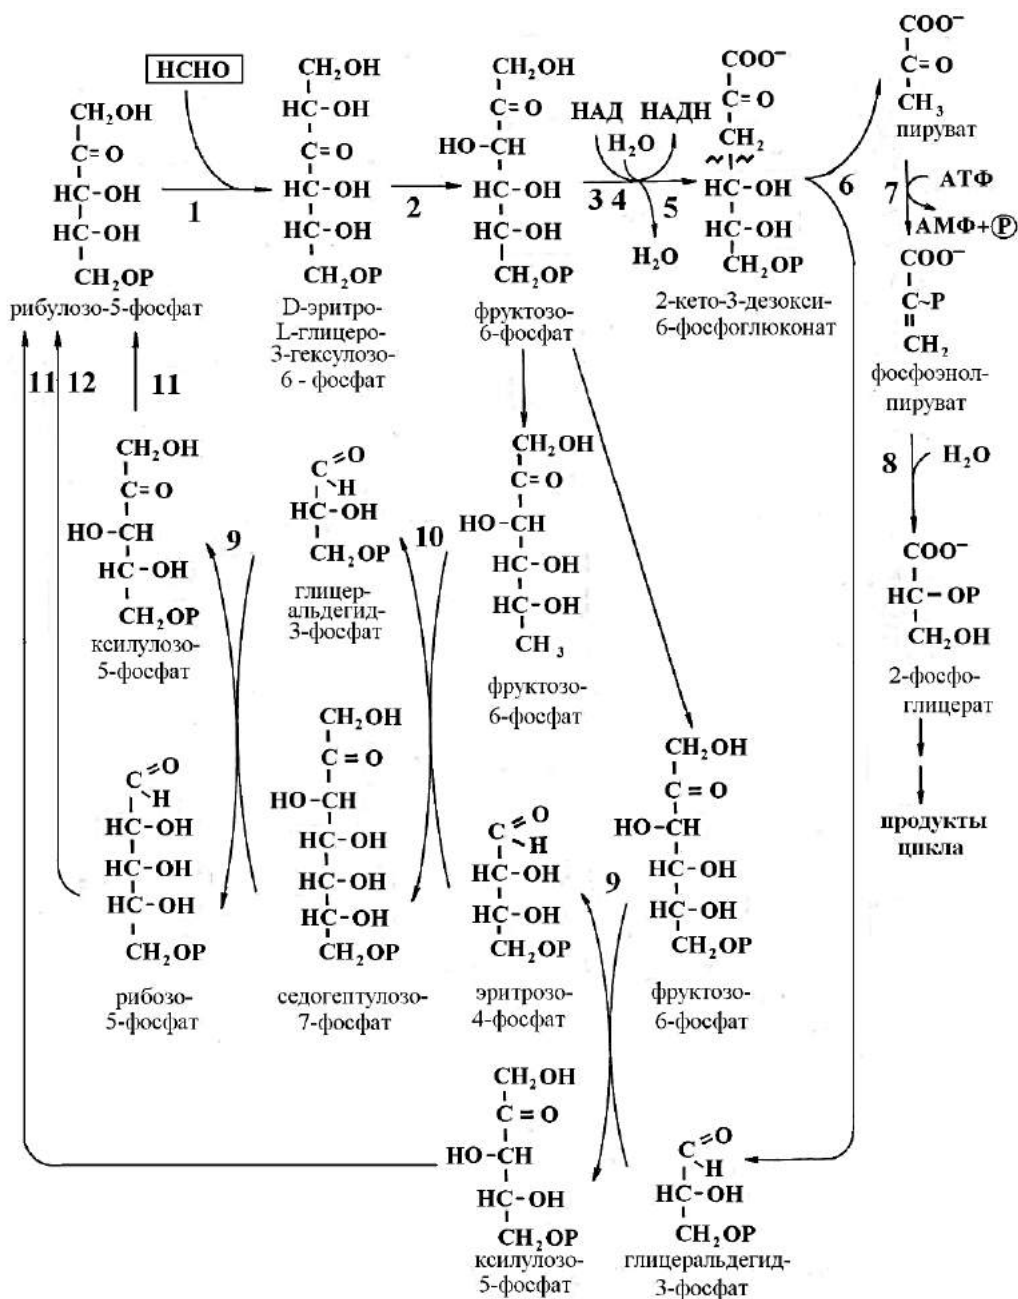 HCHO
CH₂OH
C=O
HC-OH
HC-OH
CH₂OP
рибулозо-5-фосфат
1
CH₂OH
HC-OH
C=O
HC-OH
HC-OH
CH₂OP
D-эритро-
L-глицеро-
3-гексулозо-
6 - фосфат
2
CH₂OH
C=O
HO-CH
HC-OH
HC-OH
CH₂OP
фруктозо-
6-фосфат
НАД НАДН
H₂O
3 4 5
H₂O
COO⁻
C=O
CH₂
HC-OH
HC-OH
CH₂OP
2-кето-3-дезокси-
6-фосфоглюконат
6
COO⁻
C=O
CH₃
пируват
7
АТФ
АМФ+Ⓟ
COO⁻
C~P
CH₂
фосфоэнол-
пируват
8
H₂O
COO⁻
HC-OP
CH₂OH
2-фосфо-
глицерат
продукты
цикла
11 12 11
CH₂OH
C=O
HO-CH
HC-OH
CH₂OP
ксилулозо-
5-фосфат
9
C=O
H
HC-OH
CH₂OP
глицер-
альдегид-
3-фосфат
10
CH₂OH
C=O
HO-CH
HC-OH
HC-OH
CH₃
фруктозо-
6-фосфат
C=O
H
HC-OH
HC-OH
HC-OH
CH₂OP
рибозо-
5-фосфат
CH₂OH
C=O
HO-CH
HC-OH
HC-OH
HC-OH
CH₂OP
седогептулозо-
7-фосфат
C=O
H
HC-OH
HC-OH
CH₂OP
эритрозо-
4-фосфат
9
CH₂OH
C=O
HO-CH
HC-OH
HC-OH
CH₂OP
фруктозо-
6-фосфат
CH₂OH
C=O
HO-CH
HC-OH
CH₂OP
ксилулозо-
5-фосфат
C=O
H
HC-OH
CH₂OP
глицеральдегид-
3-фосфат